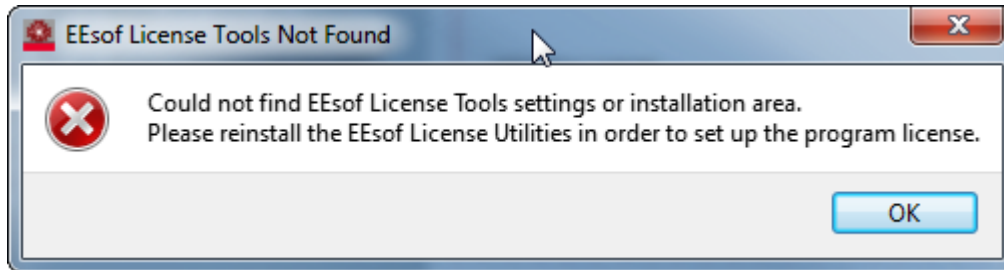 EEsof License Tools Not Found
Could not find EEsof License Tools settings or installation area.
Please reinstall the EEsof License Utilities in order to set up the program license.
OK